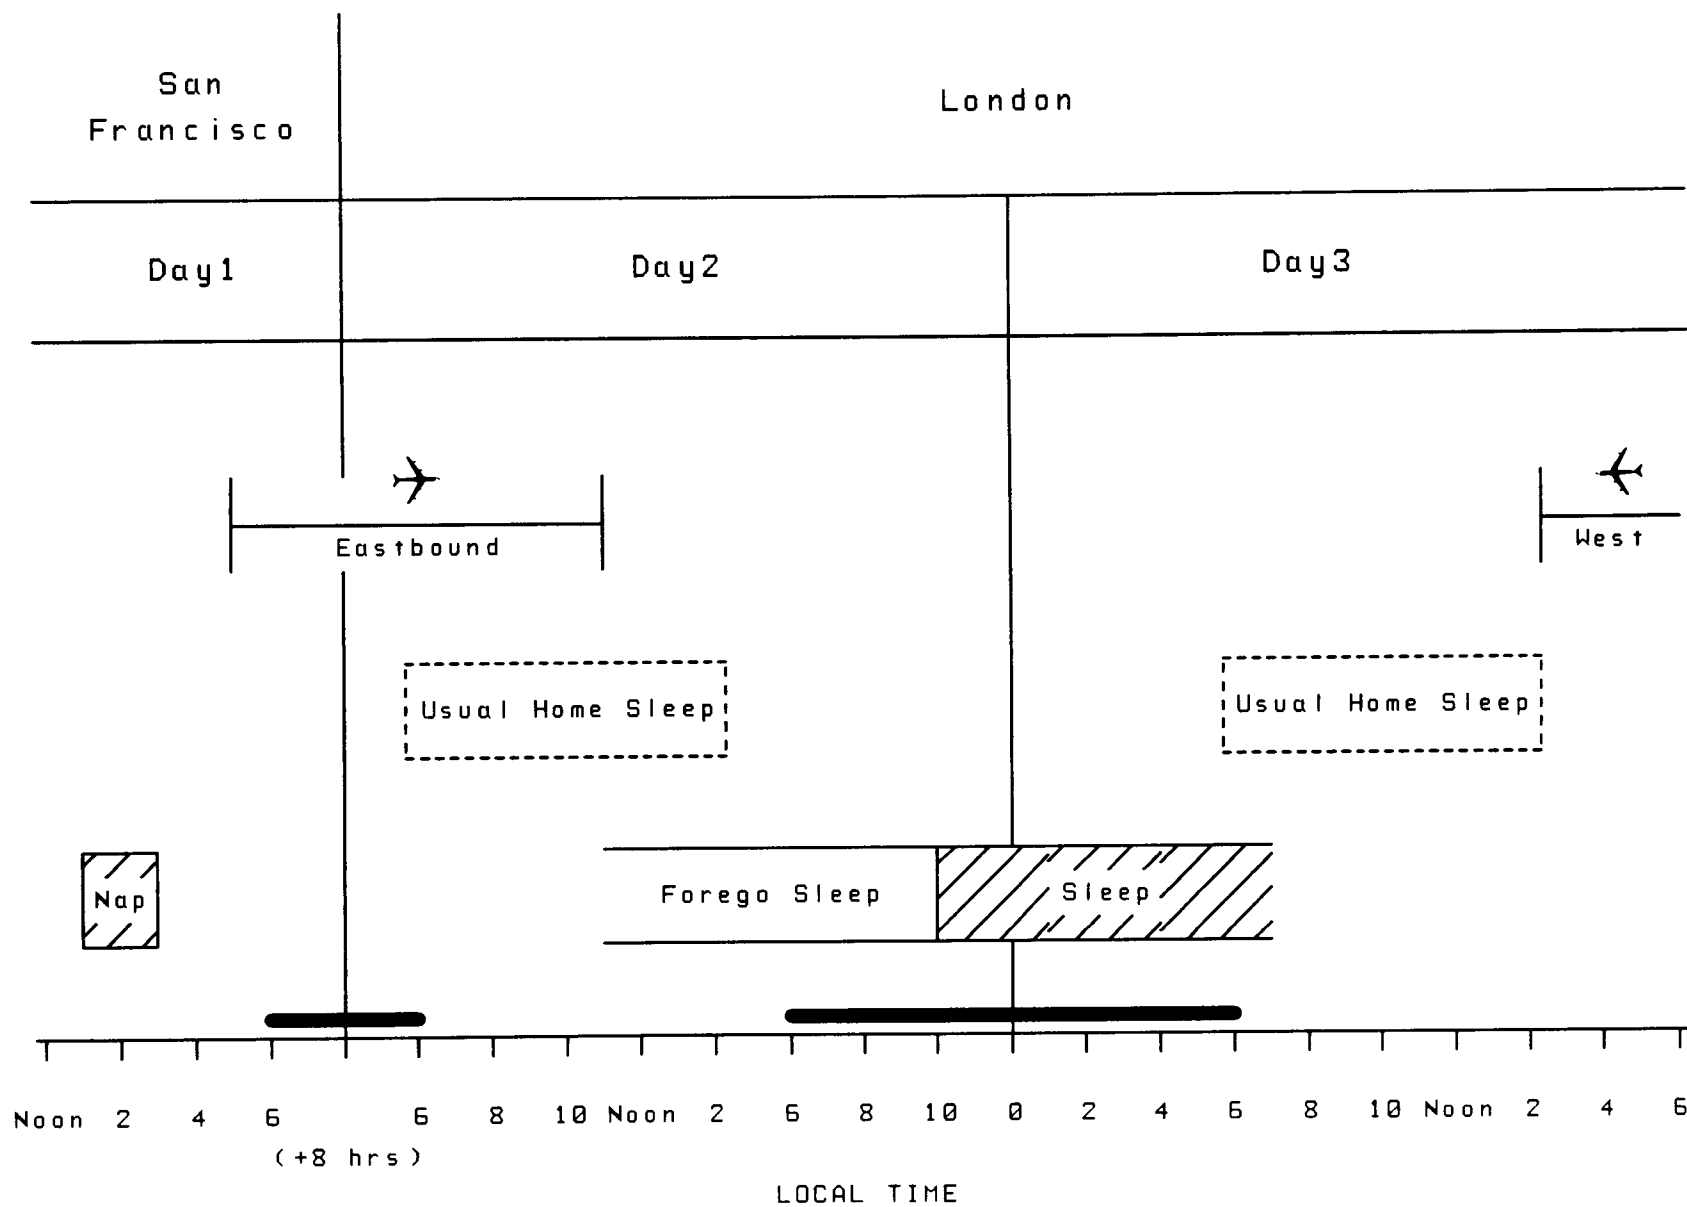 San
Francisco
London
Day1
Day2
Day3
Eastbound
West
Usual Home Sleep
Usual Home Sleep
Nap
Forego Sleep
Sleep
Noon 2 4 6 6 8 10 Noon 2 6 8 10 0 2 4 6 8 10 Noon 2 4 6
(+8 hrs)
LOCAL TIME